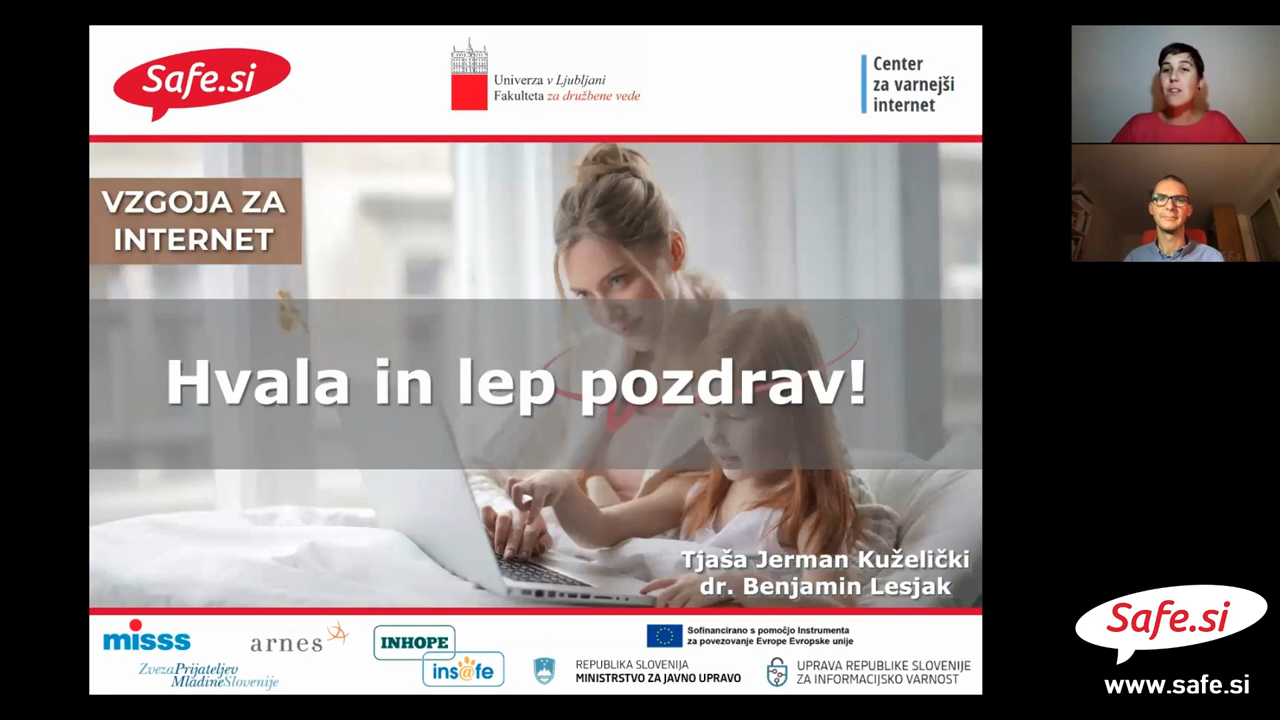 Safe.si
Univerza v Ljubljani
Fakulteta za družbene vede
Center
za varnejši
internet
VZGOJA ZA
INTERNET
Hvala in lep pozdrav!
Tjaša Jerman Kuželički
dr. Benjamin Lesjak
misss
arnes
INHOPE
Sofinancirano s pomočjo Instrumenta
za povezovanje Evrope Evropske unije
Zveza Prijateljev
Mladine Slovenije
ins@fe
REPUBLIKA SLOVENIJA
MINISTRSTVO ZA JAVNO UPRAVO
UPRAVA REPUBLIKE SLOVENIJE
ZA INFORMACIJSKO VARNOST
Safe.si
www.safe.si